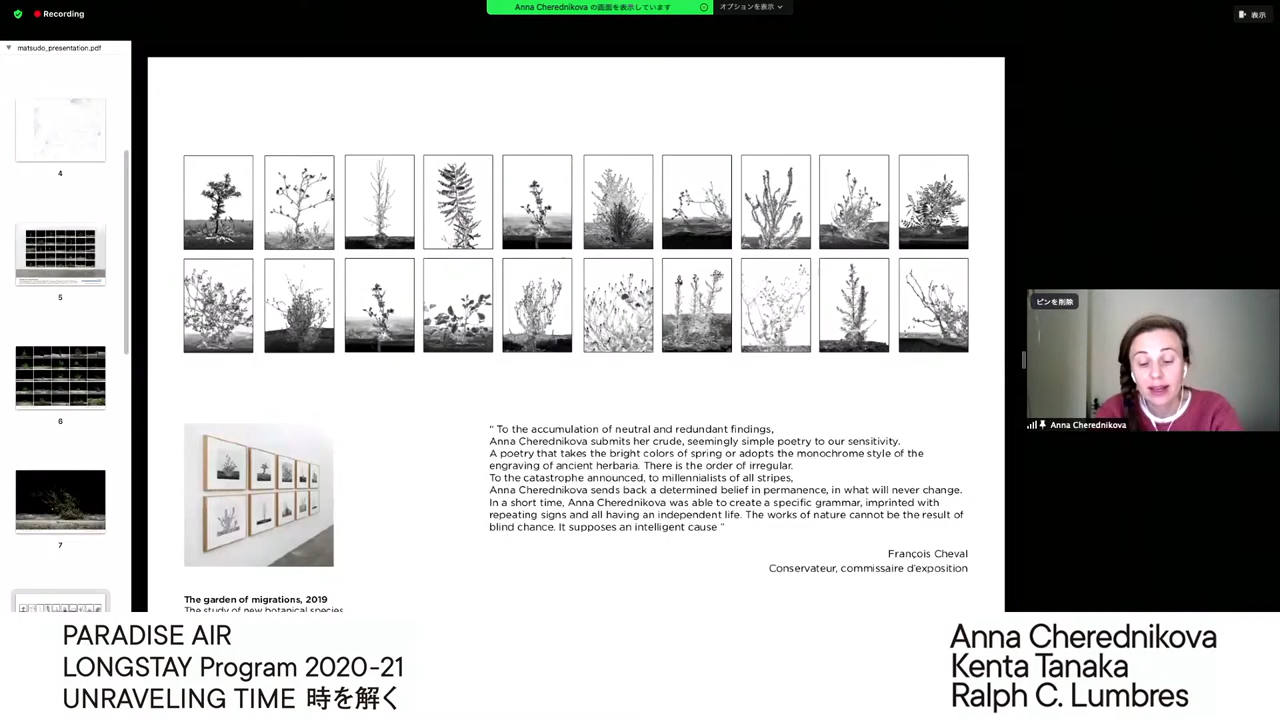 Recording
Anna Cherednikova の画面を表示しています
オプションを表示
表示
matsudo_presentation.pdf
4
5
6
7
“ To the accumulation of neutral and redundant findings,
Anna Cherednikova submits her crude, seemingly simple poetry to our sensitivity.
A poetry that takes the bright colors of spring or adopts the monochrome style of the
engraving of ancient herbaria. There is the order of irregular.
To the catastrophe announced, to millennialists of all stripes,
Anna Cherednikova sends back a determined belief in permanence, in what will never change.
In a short time, Anna Cherednikova was able to create a specific grammar, imprinted with
repeating signs and all having an independent life. The works of nature cannot be the result of
blind chance. It supposes an intelligent cause ”
François Cheval
Conservateur, commissaire d'exposition
The garden of migrations, 2019
The study of new botanical species
ピンを削除
Anna Cherednikova
PARADISE AIR
LONGSTAY Program 2020-21
UNRAVELING TIME 時を解く
Anna Cherednikova
Kenta Tanaka
Ralph C. Lumbres